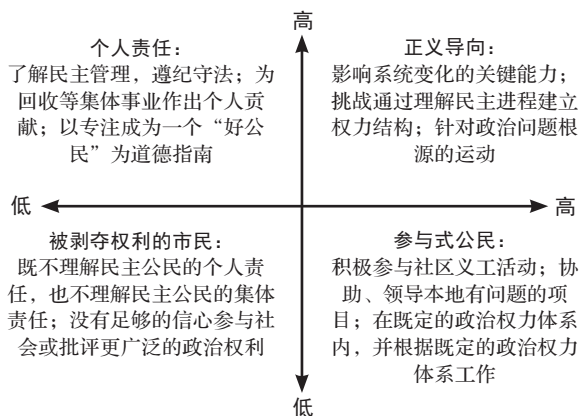 高
个人责任：
了解民主管理，遵纪守法；为
回收等集体事业作出个人贡
献；以专注成为一个“好公
民”为道德指南
正义导向：
影响系统变化的关键能力；
挑战通过理解民主进程建立
权力结构；针对政治问题根
源的运动
低
高
被剥夺权利的市民：
既不理解民主公民的个人责
任，也不理解民主公民的集体
责任；没有足够的信心参与社
会或批评更广泛的政治权利
参与式公民：
积极参与社区义工活动；协
助、领导本地有问题的项
目；在既定的政治权力体系
内，并根据既定的政治权力
体系工作
低